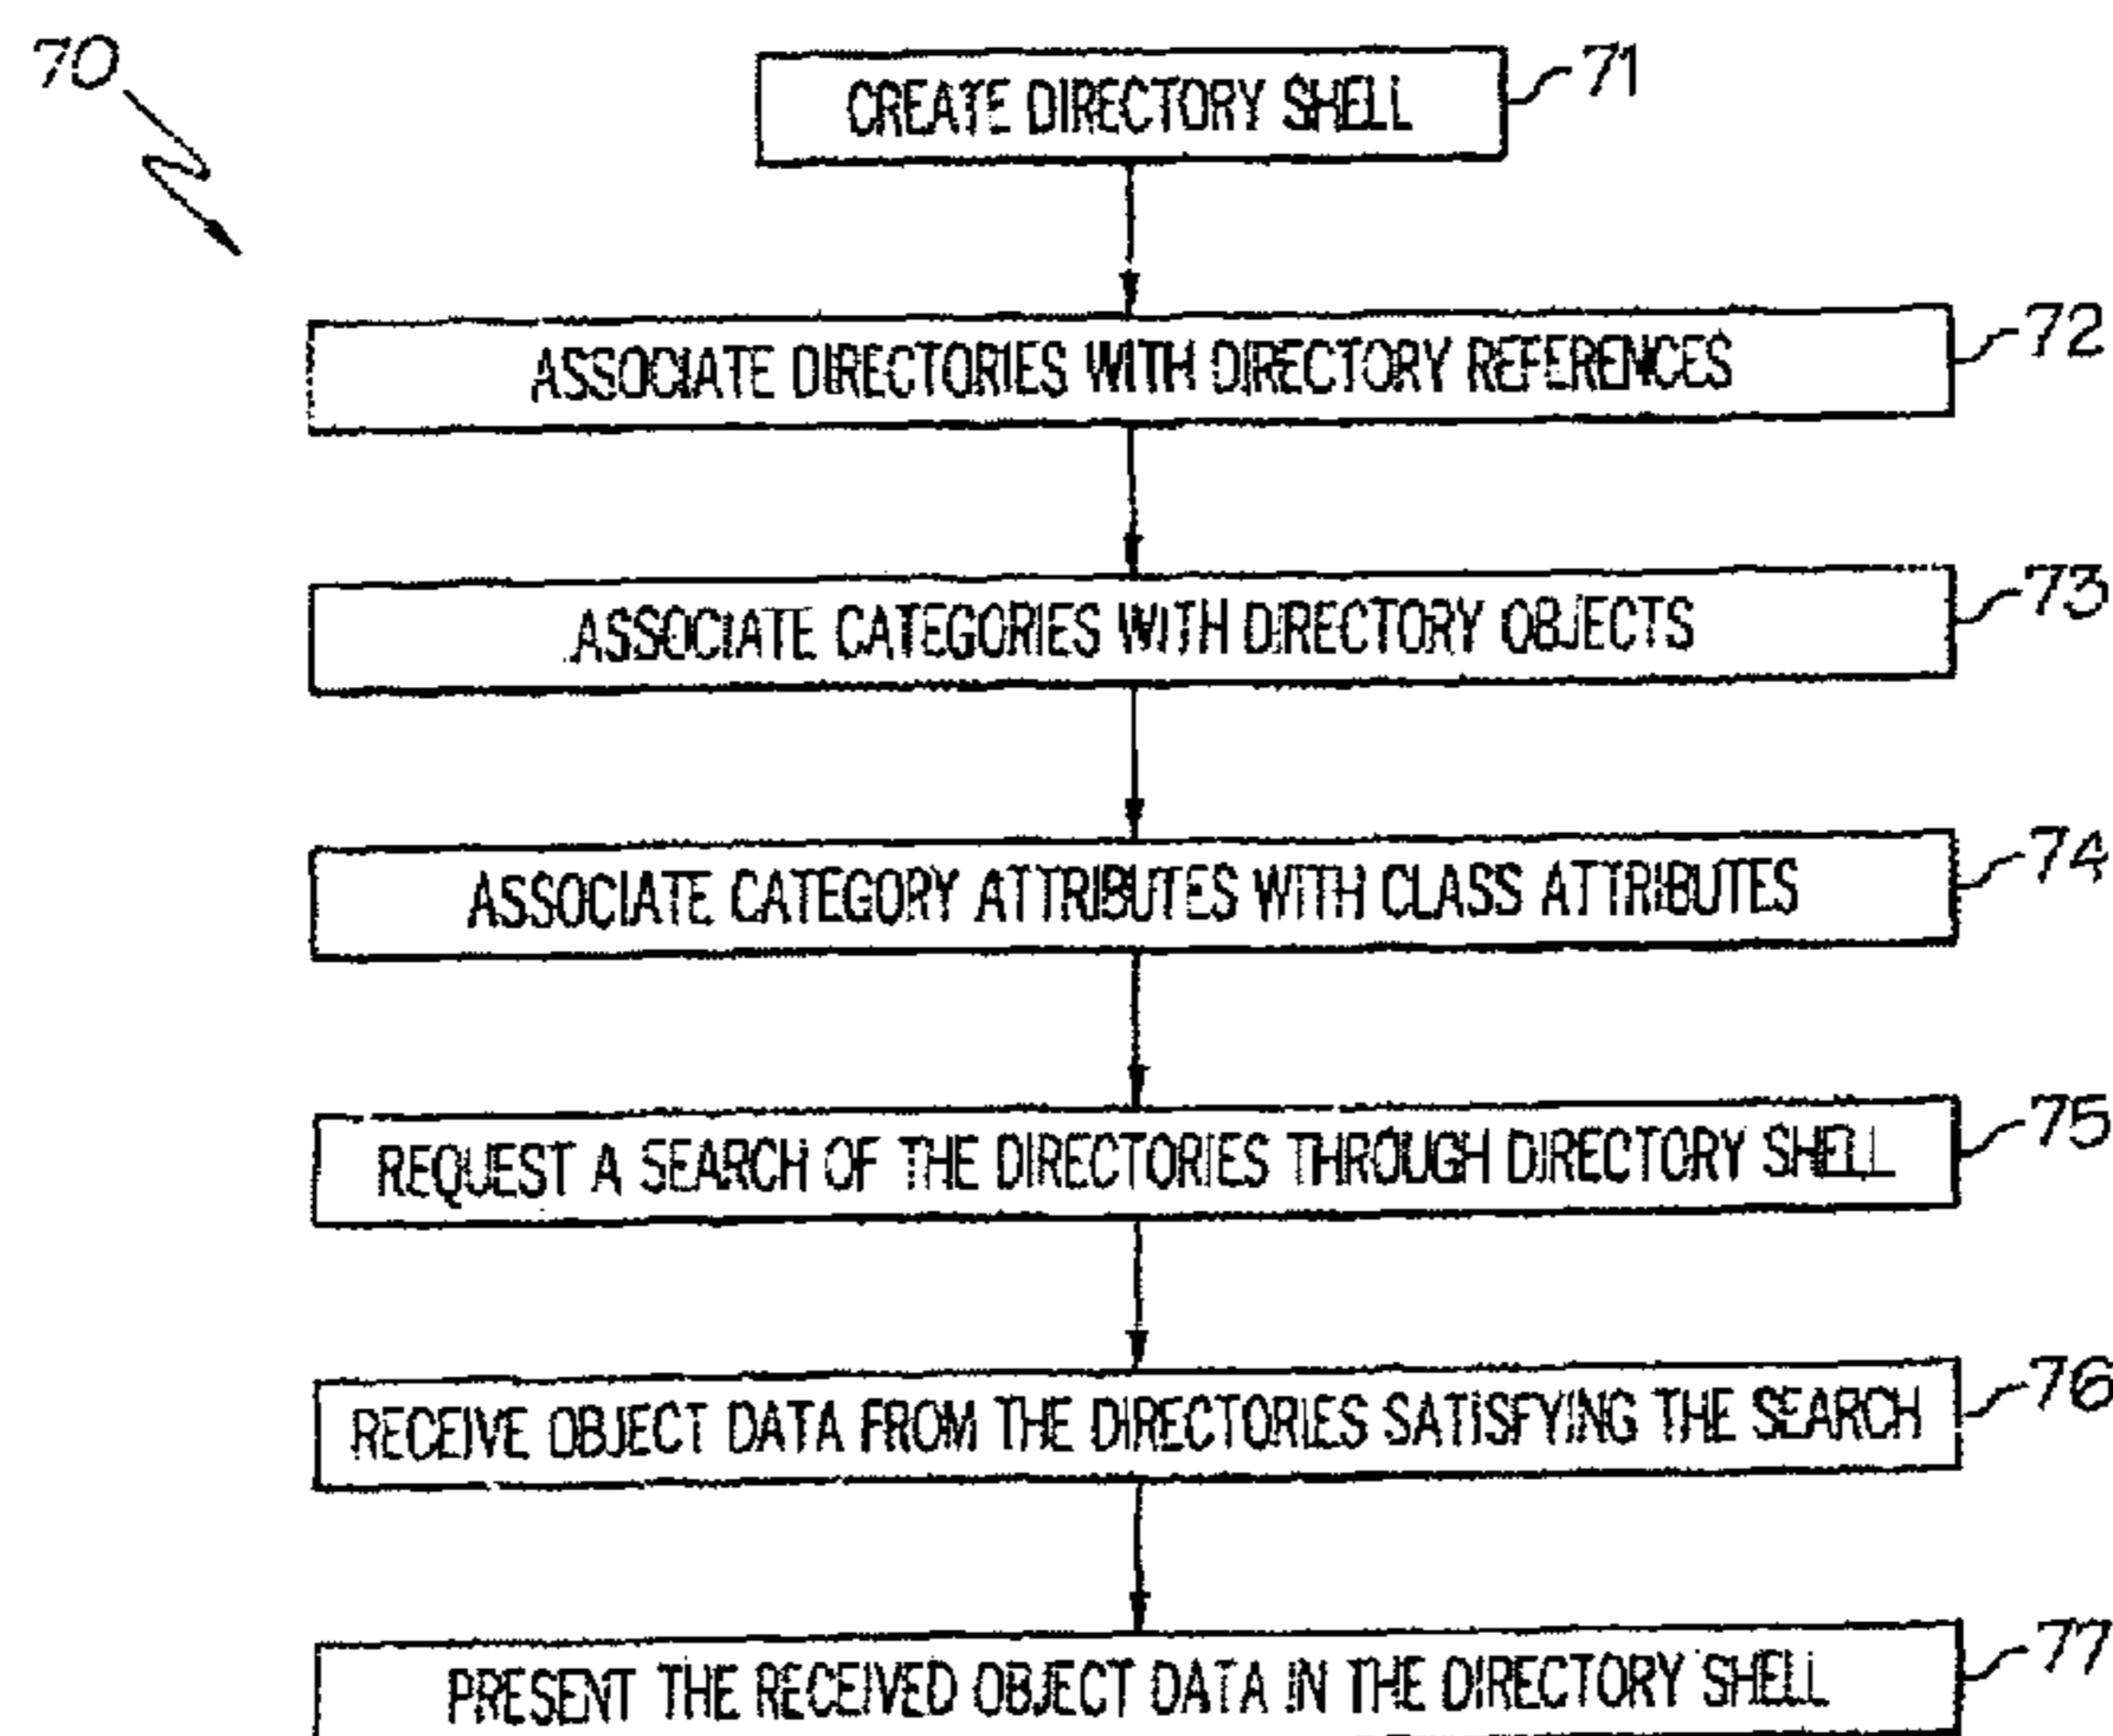 70
CREATE DIRECTORY SHELL 71
ASSOCIATE DIRECTORIES WITH DIRECTORY REFERENCES 72
ASSOCIATE CATEGORIES WITH DIRECTORY OBJECTS 73
ASSOCIATE CATEGORY ATTRIBUTES WITH CLASS ATTRIBUTES 74
REQUEST A SEARCH OF THE DIRECTORIES THROUGH DIRECTORY SHELL 75
RECEIVE OBJECT DATA FROM THE DIRECTORIES SATISFYING THE SEARCH 76
PRESENT THE RECEIVED OBJECT DATA IN THE DIRECTORY SHELL 77